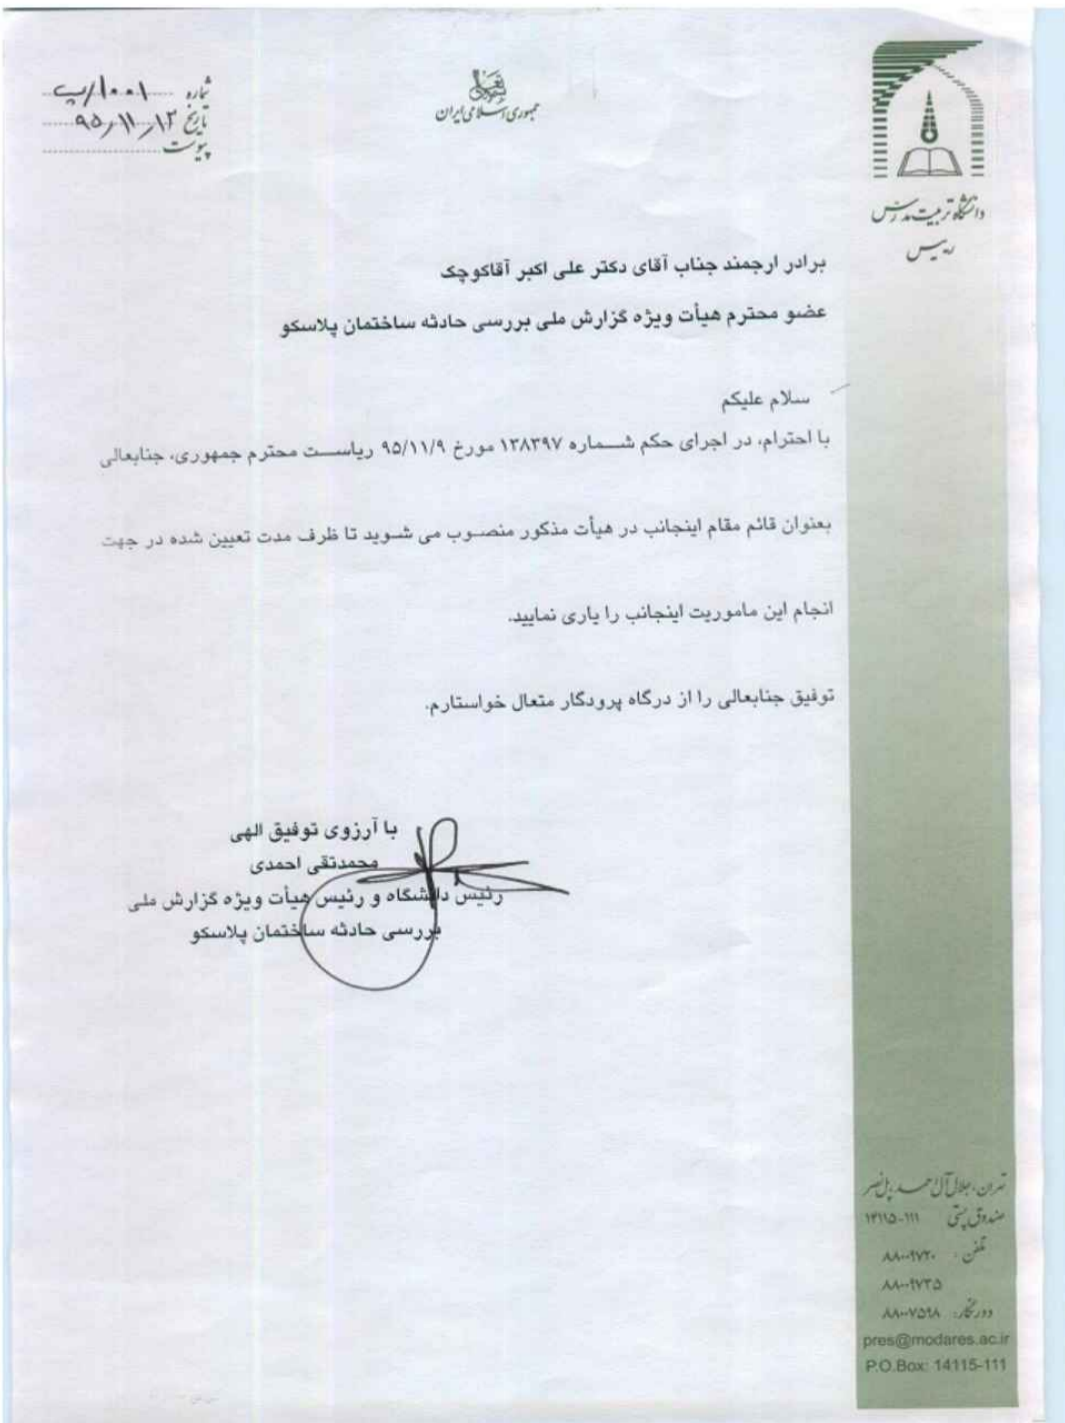 شماره ۱۰۰۱/پ
تاریخ ۹۵/۱۱/۱۲
پیوست
بسمه تعالی
جمهوری اسلامی ایران
دانشگاه تربیت مدرس
رییس
برادر ارجمند جناب آقای دکتر علی اکبر آقاکوچک
عضو محترم هیأت ویژه گزارش ملی بررسی حادثه ساختمان پلاسکو
سلام علیکم
با احترام، در اجرای حکم شماره ۱۳۸۳۹۷ مورخ ۹۵/۱۱/۹ ریاست محترم جمهوری، جنابعالی
بعنوان قائم مقام اینجانب در هیأت مذکور منصوب می شوید تا ظرف مدت تعیین شده در جهت
انجام این ماموریت اینجانب را یاری نمایید.
توفیق جنابعالی را از درگاه پرودگار متعال خواستارم.
با آرزوی توفیق الهی
محمدتقی احمدی
رئیس دانشگاه و رئیس هیأت ویژه گزارش ملی
بررسی حادثه ساختمان پلاسکو
تهران، جلال آل احمد، پل نصر
صندوق پستی ۱۴۱۱۵-۱۱۱
تلفن : ۸۸۰۰۹۷۲۰
۸۸۰۰۹۷۳۵
دورنگار: ۸۸۰۰۷۵۹۸
pres@modares.ac.ir
P.O.Box: 14115-111